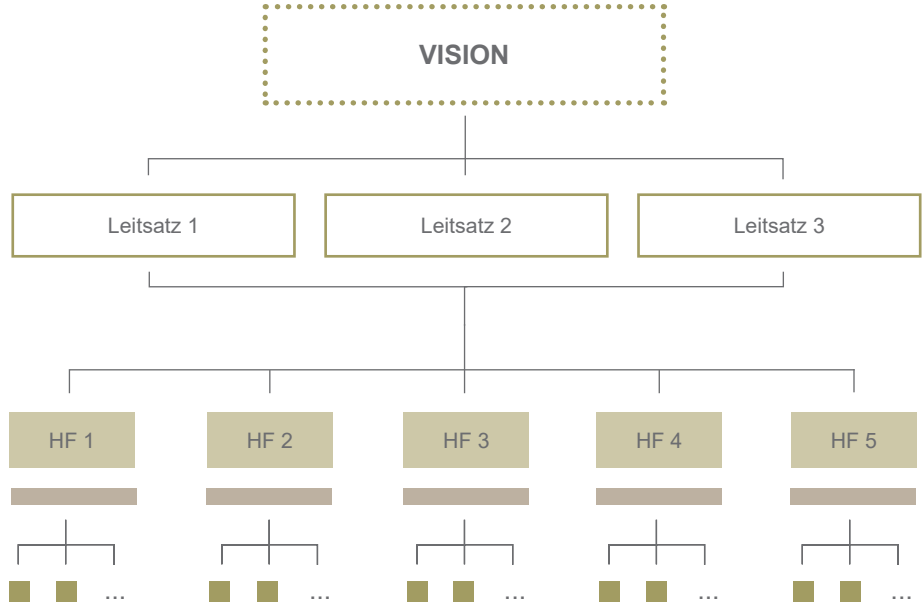 VISION
Leitsatz 1
Leitsatz 2
Leitsatz 3
HF 1
HF 2
HF 3
HF 4
HF 5
...
...
...
...
...